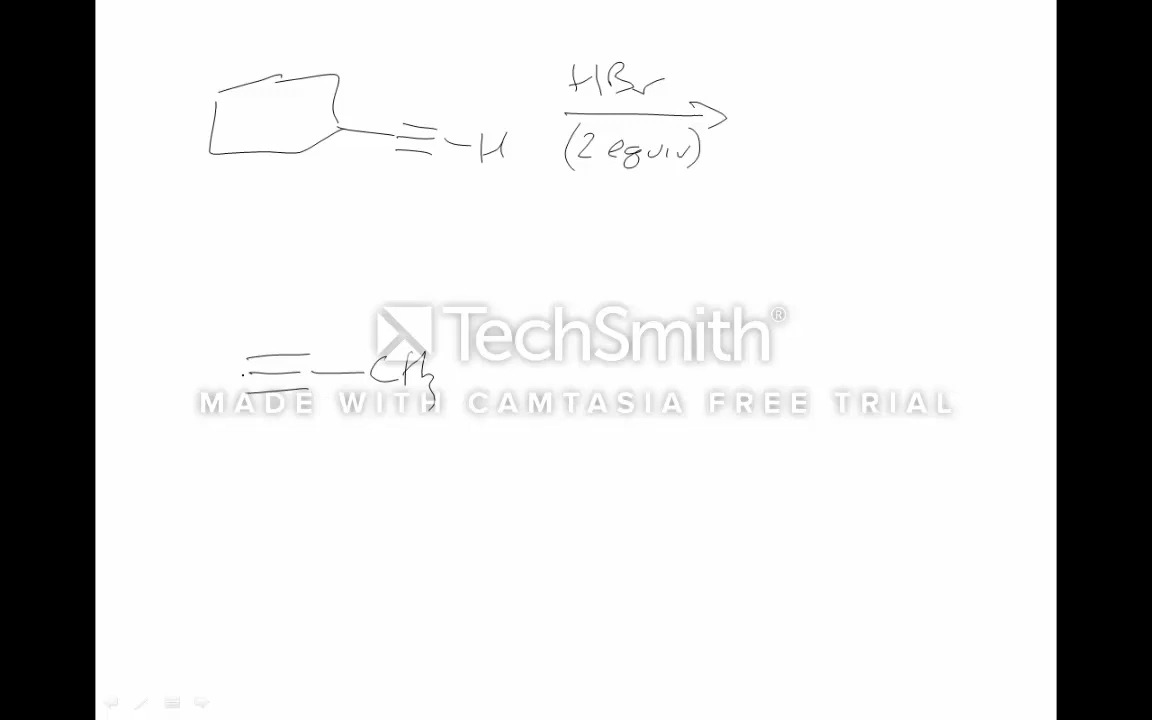 HBr
≡ — H
(2 equiv)
TechSmith®
≡ — CH3
MADE WITH CAMTASIA FREE TRIAL